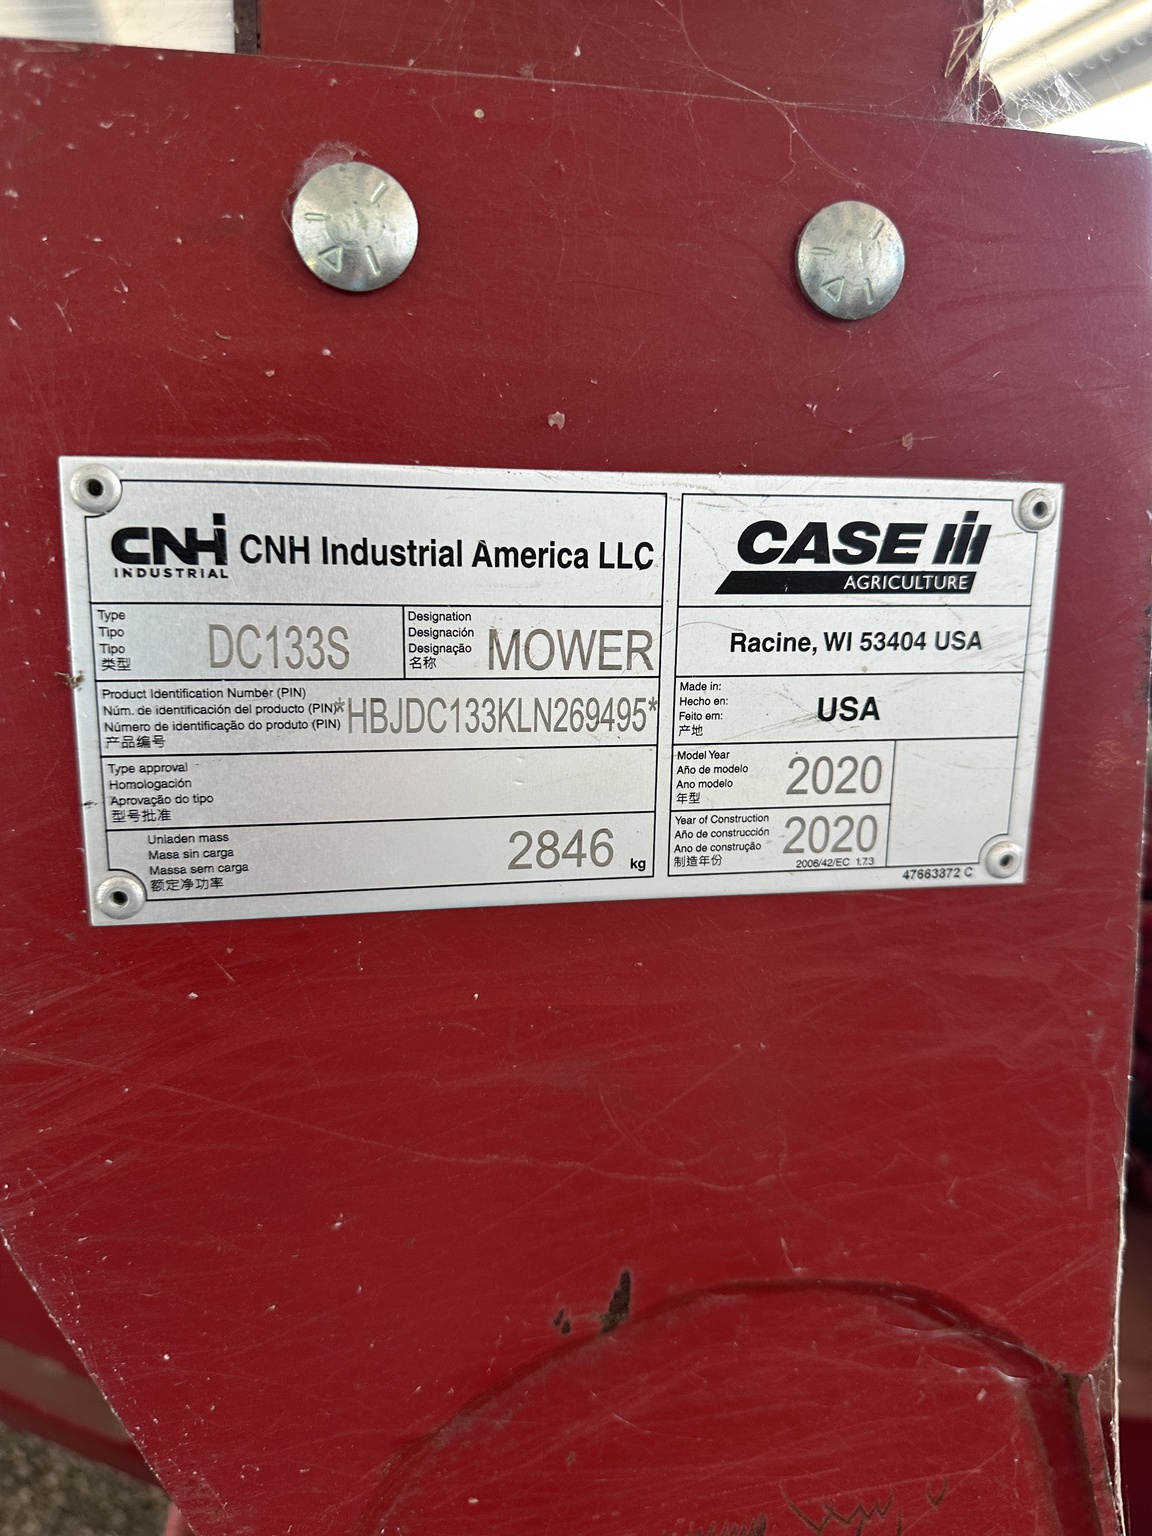 CNH INDUSTRIAL CNH Industrial America LLC
Type
Tipo
Tipo
类型
DC133S
Designation
Designación
Designação
名称
MOWER
Product Identification Number (PIN)
Núm. de identificación del producto (PIN)
Número de identificação do produto (PIN)
产品编号
*HBJDC133KLN269495*
Type approval
Homologación
Aprovação do tipo
型号批准
Unladen mass
Masa sin carga
Massa sem carga
额定净功率
2846 kg
CASE IH
AGRICULTURE
Racine, WI 53404 USA
Made in:
Hecho en:
Feito em:
产地
USA
Model Year
Año de modelo
Ano modelo
年型
2020
Year of Construction
Año de construcción
Ano de construção
制造年份
2020
2006/42/EC 1.7.3
47663372 C